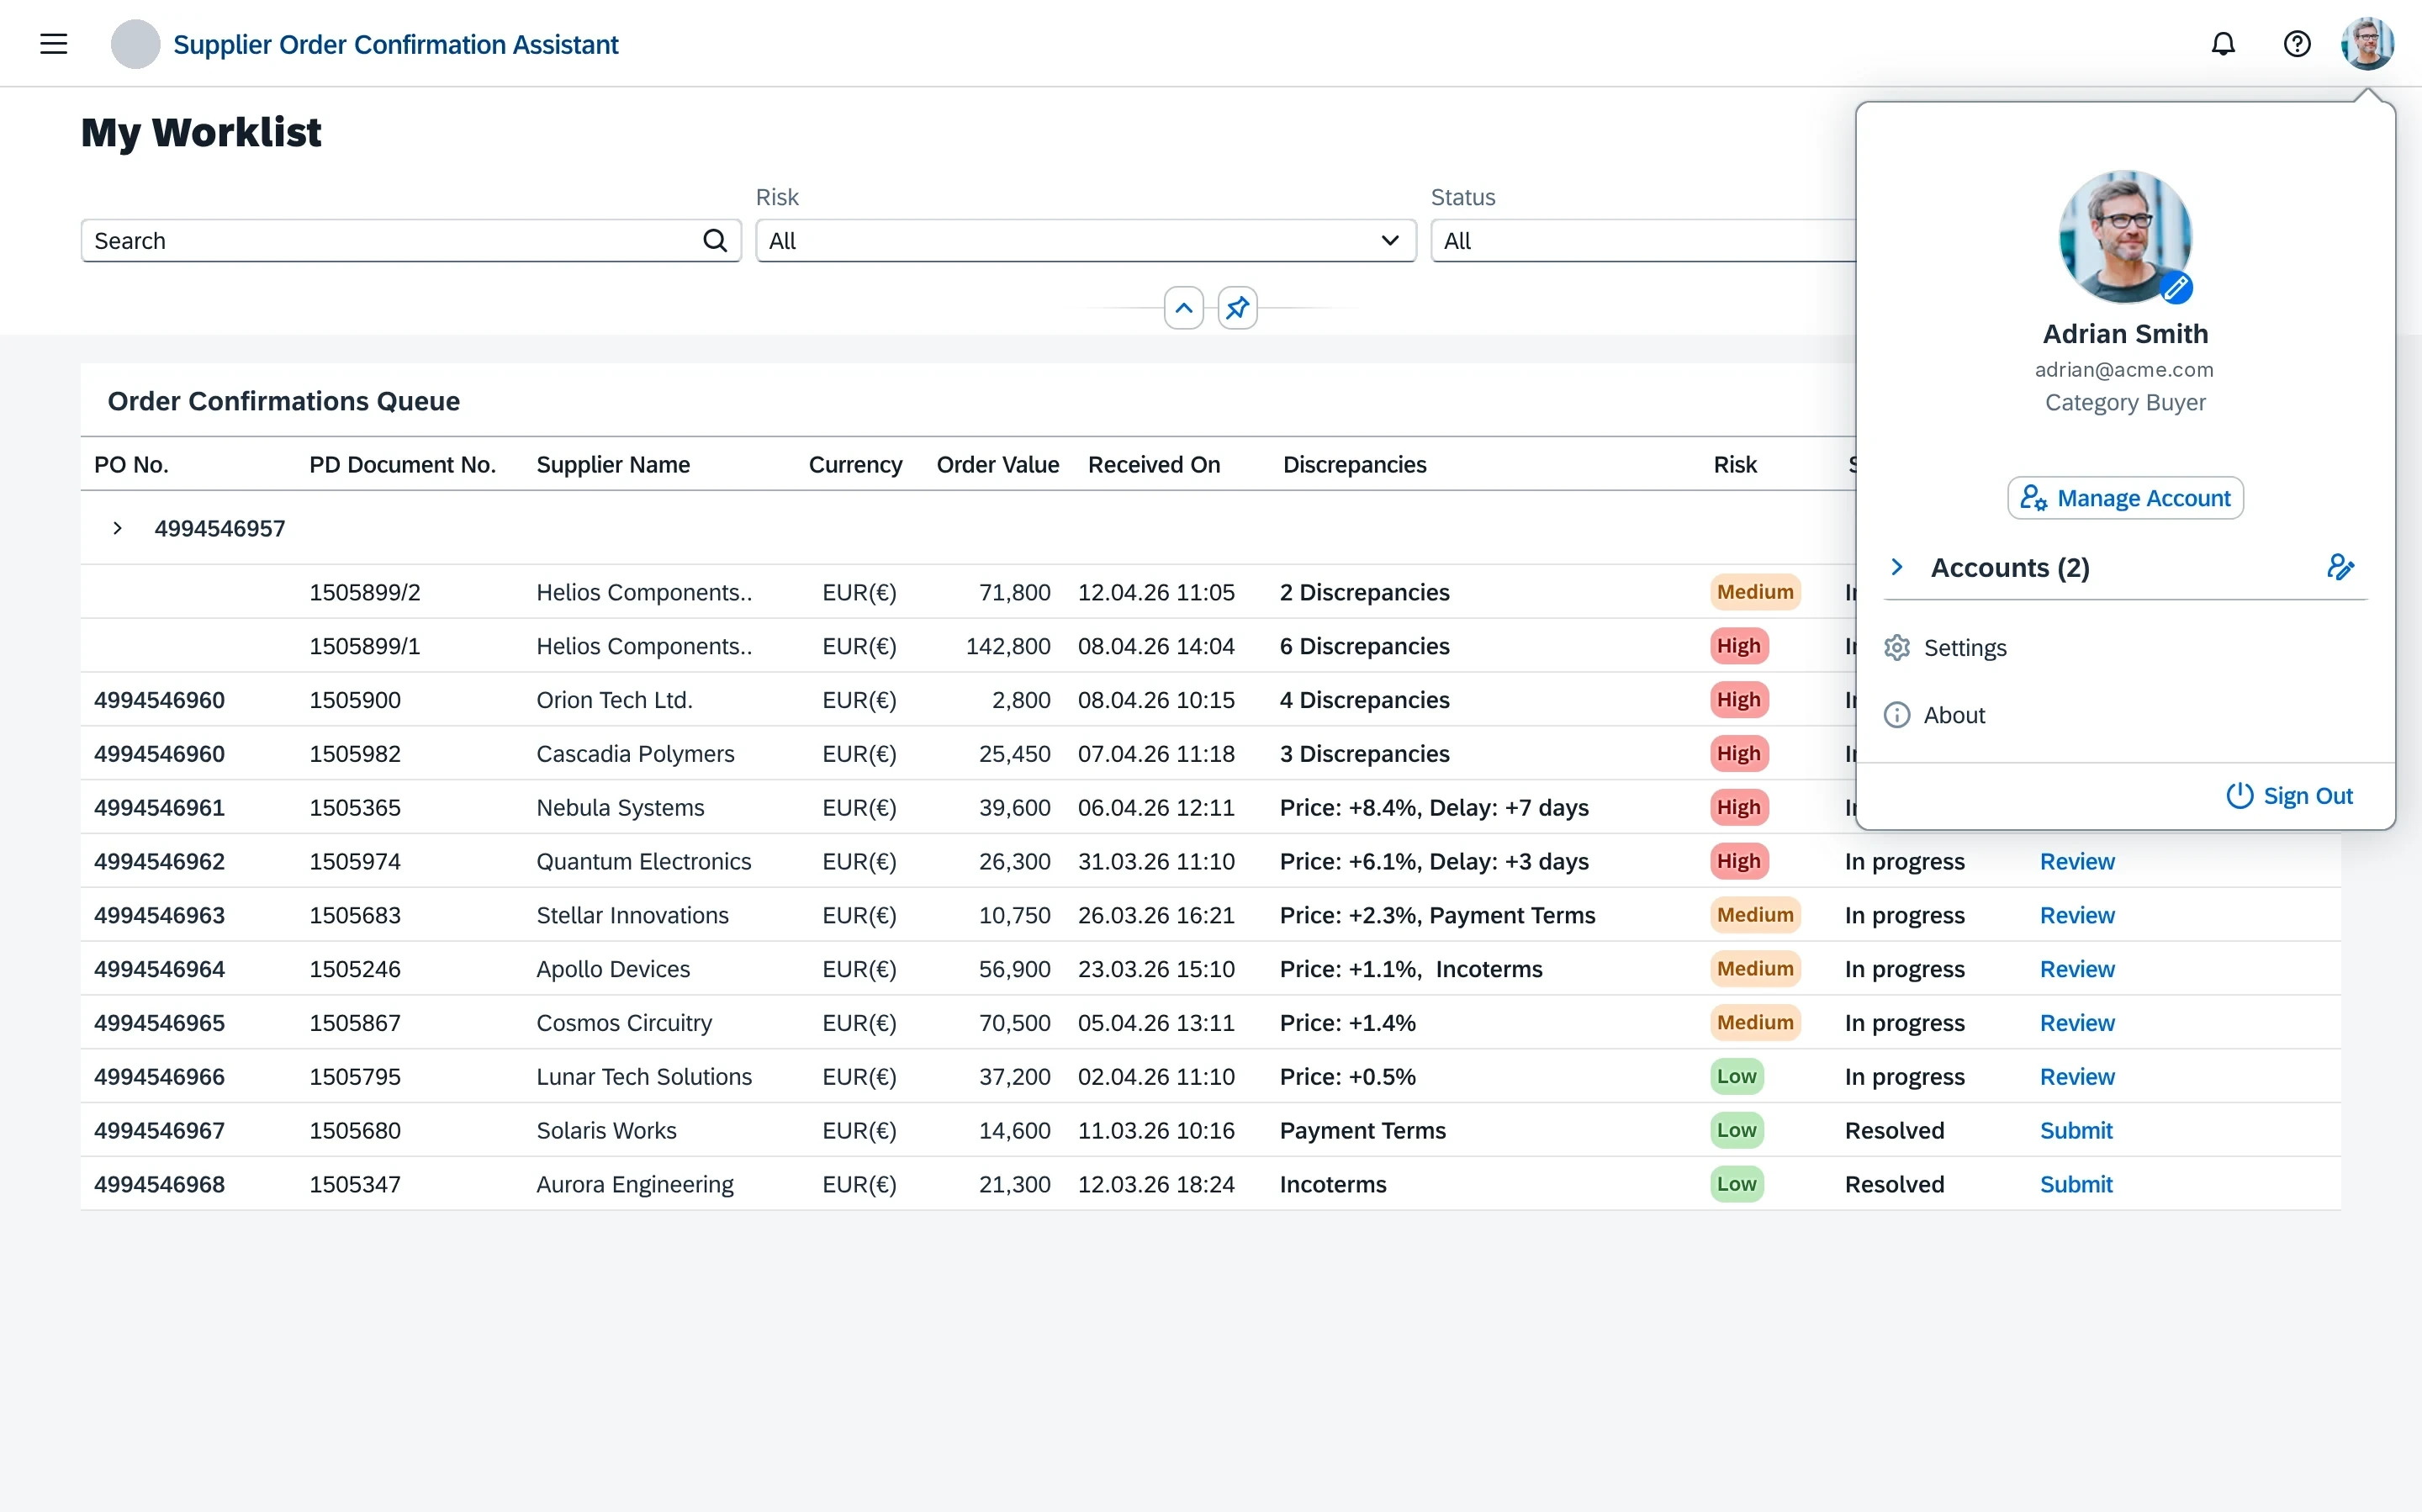 Supplier Order Confirmation Assistant
My Worklist
Risk
Status
Search
All
All
Order Confirmations Queue
PO No. PD Document No. Supplier Name Currency Order Value Received On Discrepancies Risk
4994546957
1505899/2 Helios Components.. EUR(€) 71,800 12.04.26 11:05 2 Discrepancies Medium
1505899/1 Helios Components.. EUR(€) 142,800 08.04.26 14:04 6 Discrepancies High
4994546960 1505900 Orion Tech Ltd. EUR(€) 2,800 08.04.26 10:15 4 Discrepancies High
4994546960 1505982 Cascadia Polymers EUR(€) 25,450 07.04.26 11:18 3 Discrepancies High
4994546961 1505365 Nebula Systems EUR(€) 39,600 06.04.26 12:11 Price: +8.4%, Delay: +7 days High
4994546962 1505974 Quantum Electronics EUR(€) 26,300 31.03.26 11:10 Price: +6.1%, Delay: +3 days High In progress Review
4994546963 1505683 Stellar Innovations EUR(€) 10,750 26.03.26 16:21 Price: +2.3%, Payment Terms Medium In progress Review
4994546964 1505246 Apollo Devices EUR(€) 56,900 23.03.26 15:10 Price: +1.1%, Incoterms Medium In progress Review
4994546965 1505867 Cosmos Circuitry EUR(€) 70,500 05.04.26 13:11 Price: +1.4% Medium In progress Review
4994546966 1505795 Lunar Tech Solutions EUR(€) 37,200 02.04.26 11:10 Price: +0.5% Low In progress Review
4994546967 1505680 Solaris Works EUR(€) 14,600 11.03.26 10:16 Payment Terms Low Resolved Submit
4994546968 1505347 Aurora Engineering EUR(€) 21,300 12.03.26 18:24 Incoterms Low Resolved Submit
Adrian Smith
adrian@acme.com
Category Buyer
Manage Account
Accounts (2)
Settings
About
Sign Out